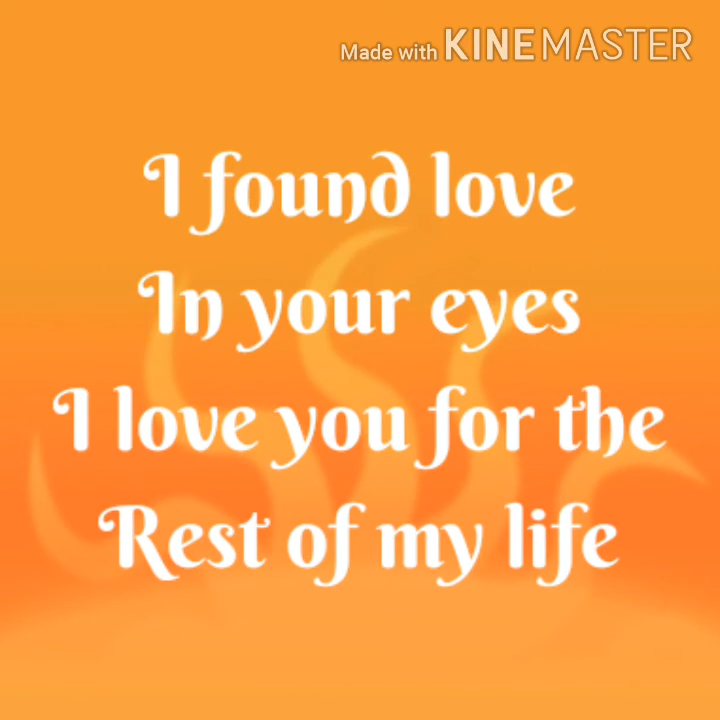 Made with KINEMASTER
I found love
In your eyes
I love you for the
Rest of my life